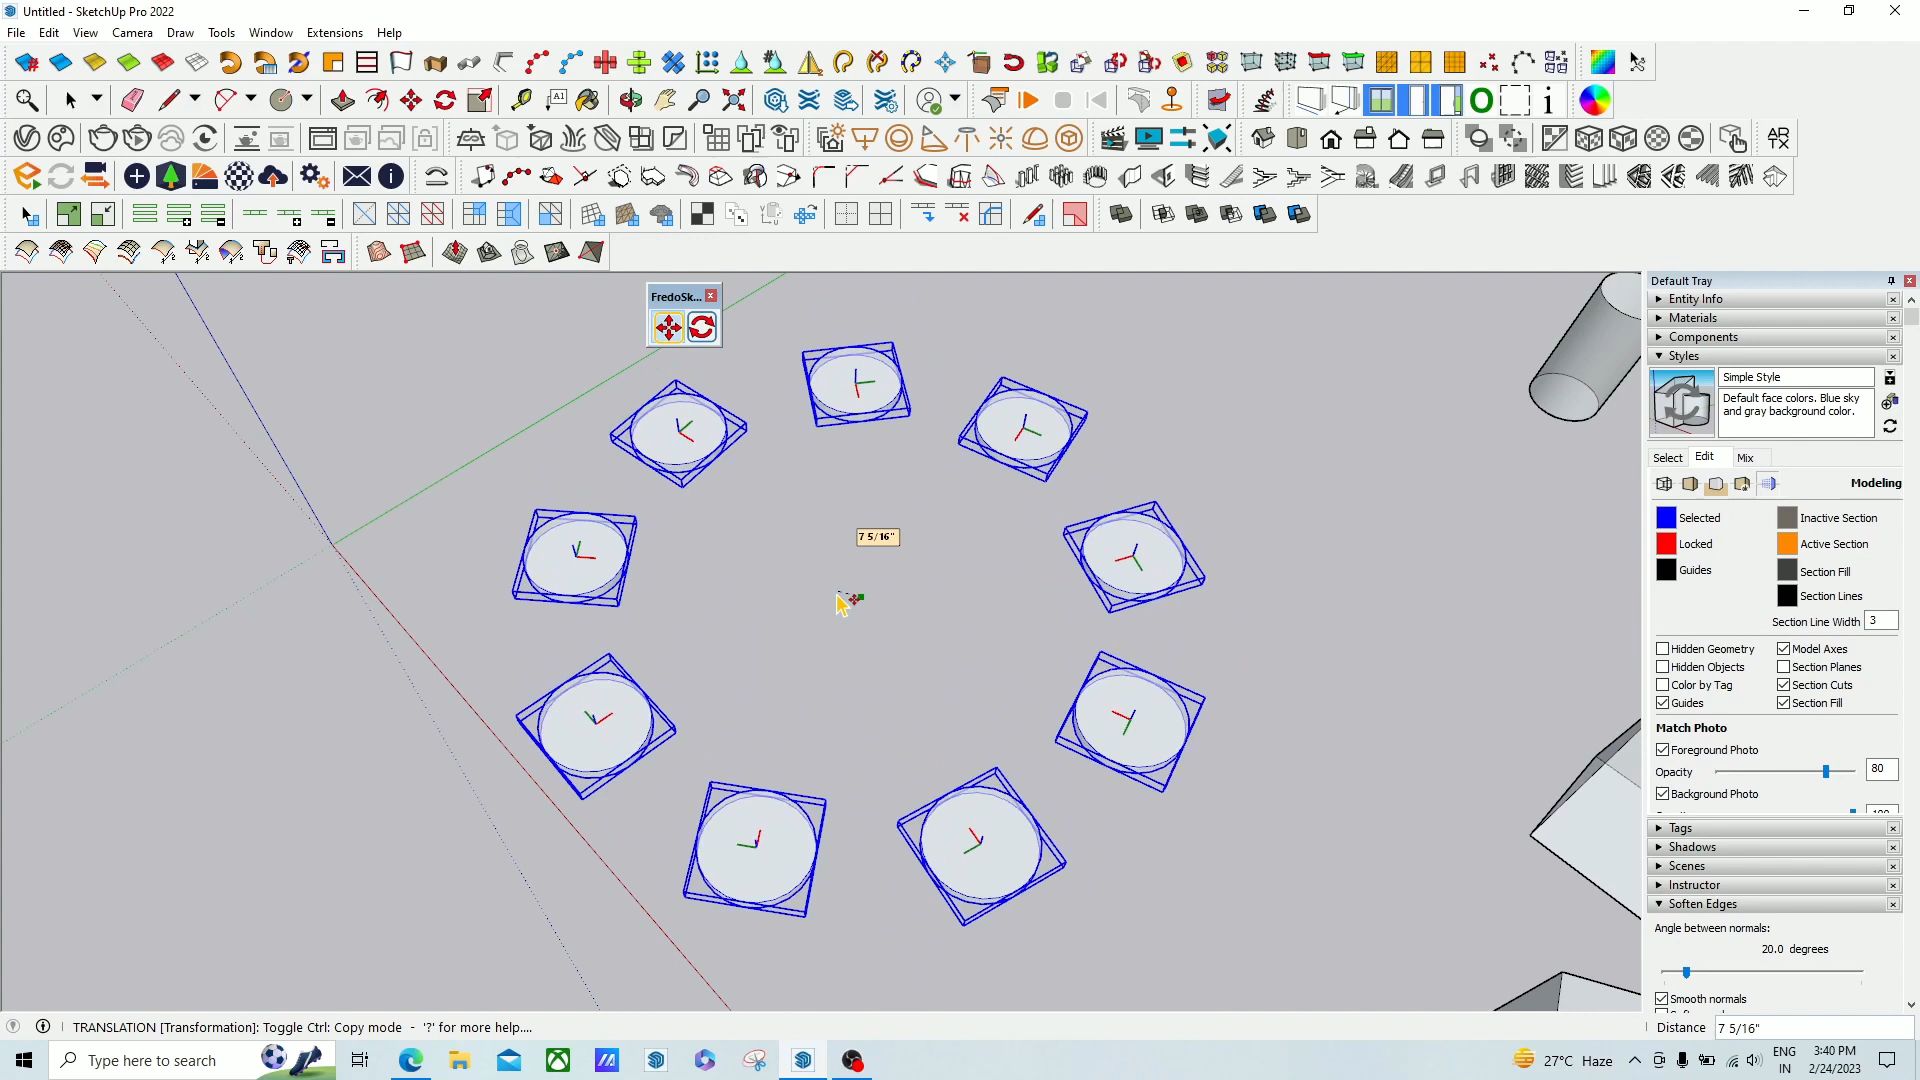 Untitled - SketchUp Pro 2022
File Edit View Camera Draw Tools Window Extensions Help
A1
AR
FredoSk...
7 5/16"
Default Tray
Entity Info
Materials
Components
Styles
Simple Style
Default face colors. Blue sky
and gray background color.
Select Edit Mix
Modeling
Selected Inactive Section
Locked Active Section
Guides Section Fill
Section Lines
Section Line Width 3
Hidden Geometry Model Axes
Hidden Objects Section Planes
Color by Tag Section Cuts
Guides Section Fill
Match Photo
Foreground Photo
Opacity 80
Background Photo
Tags
Shadows
Scenes
Instructor
Soften Edges
Angle between normals:
20.0 degrees
Smooth normals
TRANSLATION [Transformation]: Toggle Ctrl: Copy mode - '?' for more help....
Distance 7 5/16"
Type here to search
27°C Haze
ENG
IN
3:40 PM
2/24/2023